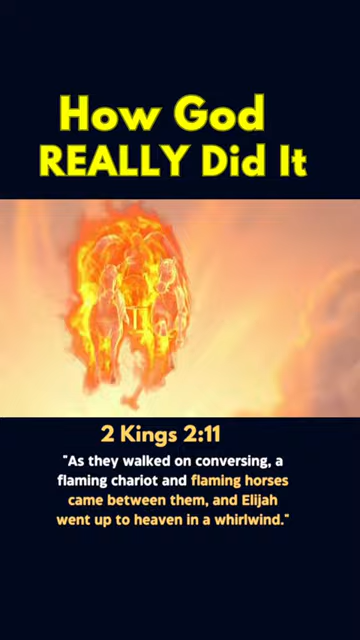 How God
REALLY Did It
2 Kings 2:11
"As they walked on conversing, a
flaming chariot and flaming horses
came between them, and Elijah
went up to heaven in a whirlwind."